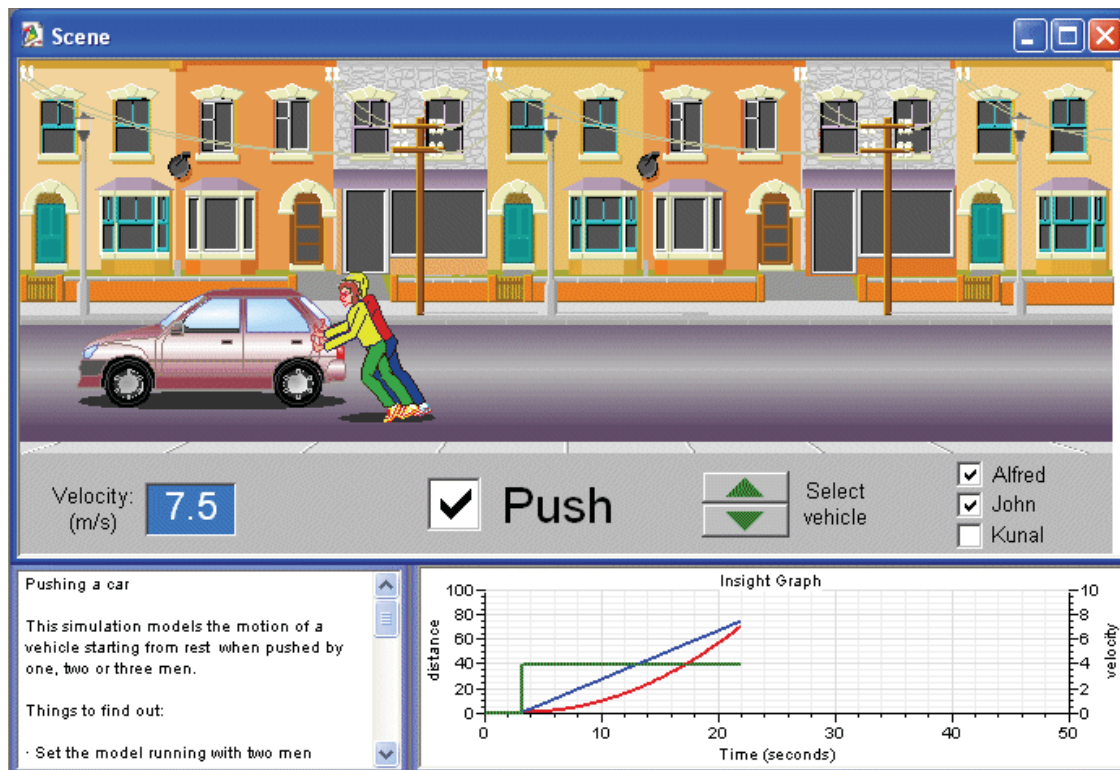 Scene
Velocity:
(m/s)
7.5
Push
Select
vehicle
Alfred
John
Kunal
Pushing a car
This simulation models the motion of a
vehicle starting from rest when pushed by
one, two or three men.
Things to find out:
· Set the model running with two men
Insight Graph
100
80
60
40
20
0
distance
10
8
6
4
2
0
velocity
0 10 20 30 40 50
Time (seconds)